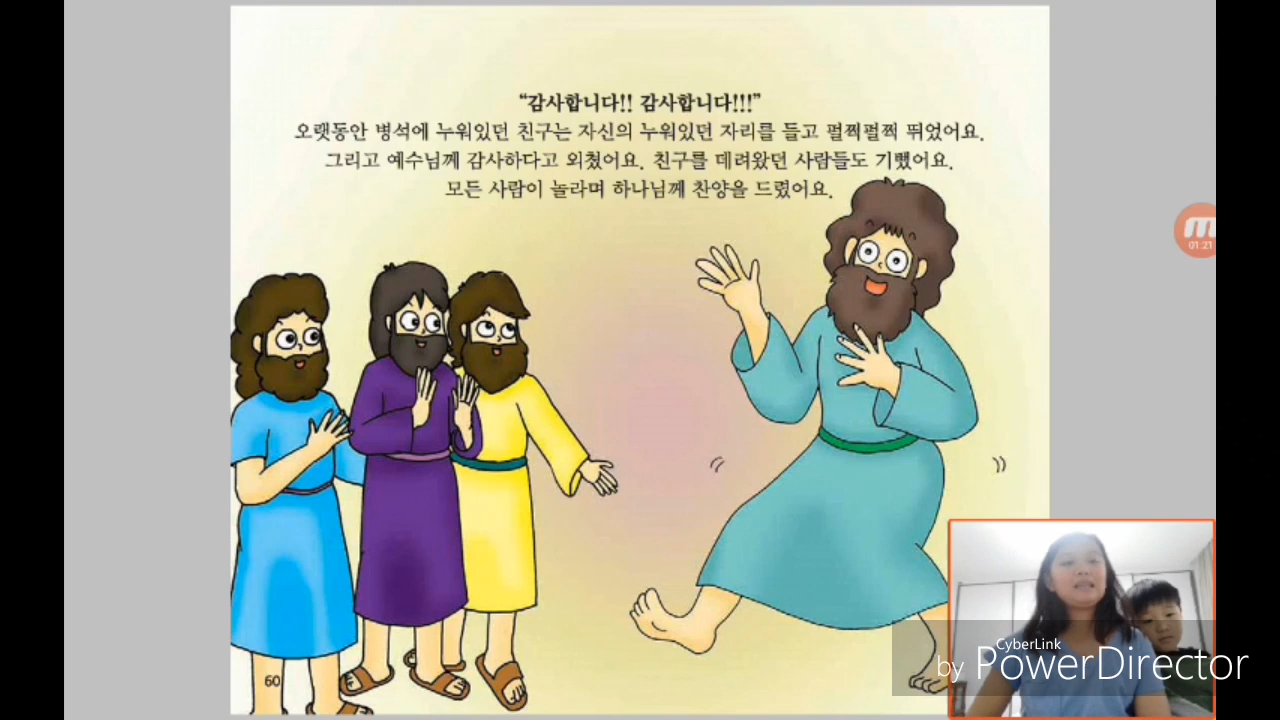 “감사합니다!! 감사합니다!!!”
오랫동안 병석에 누워있던 친구는 자신의 누워있던 자리를 들고 펄쩍펄쩍 뛰었어요.
그리고 예수님께 감사하다고 외쳤어요. 친구를 데려왔던 사람들도 기뻤어요.
모든 사람이 놀라며 하나님께 찬양을 드렸어요.
01:21
60
CyberLink
by PowerDirector